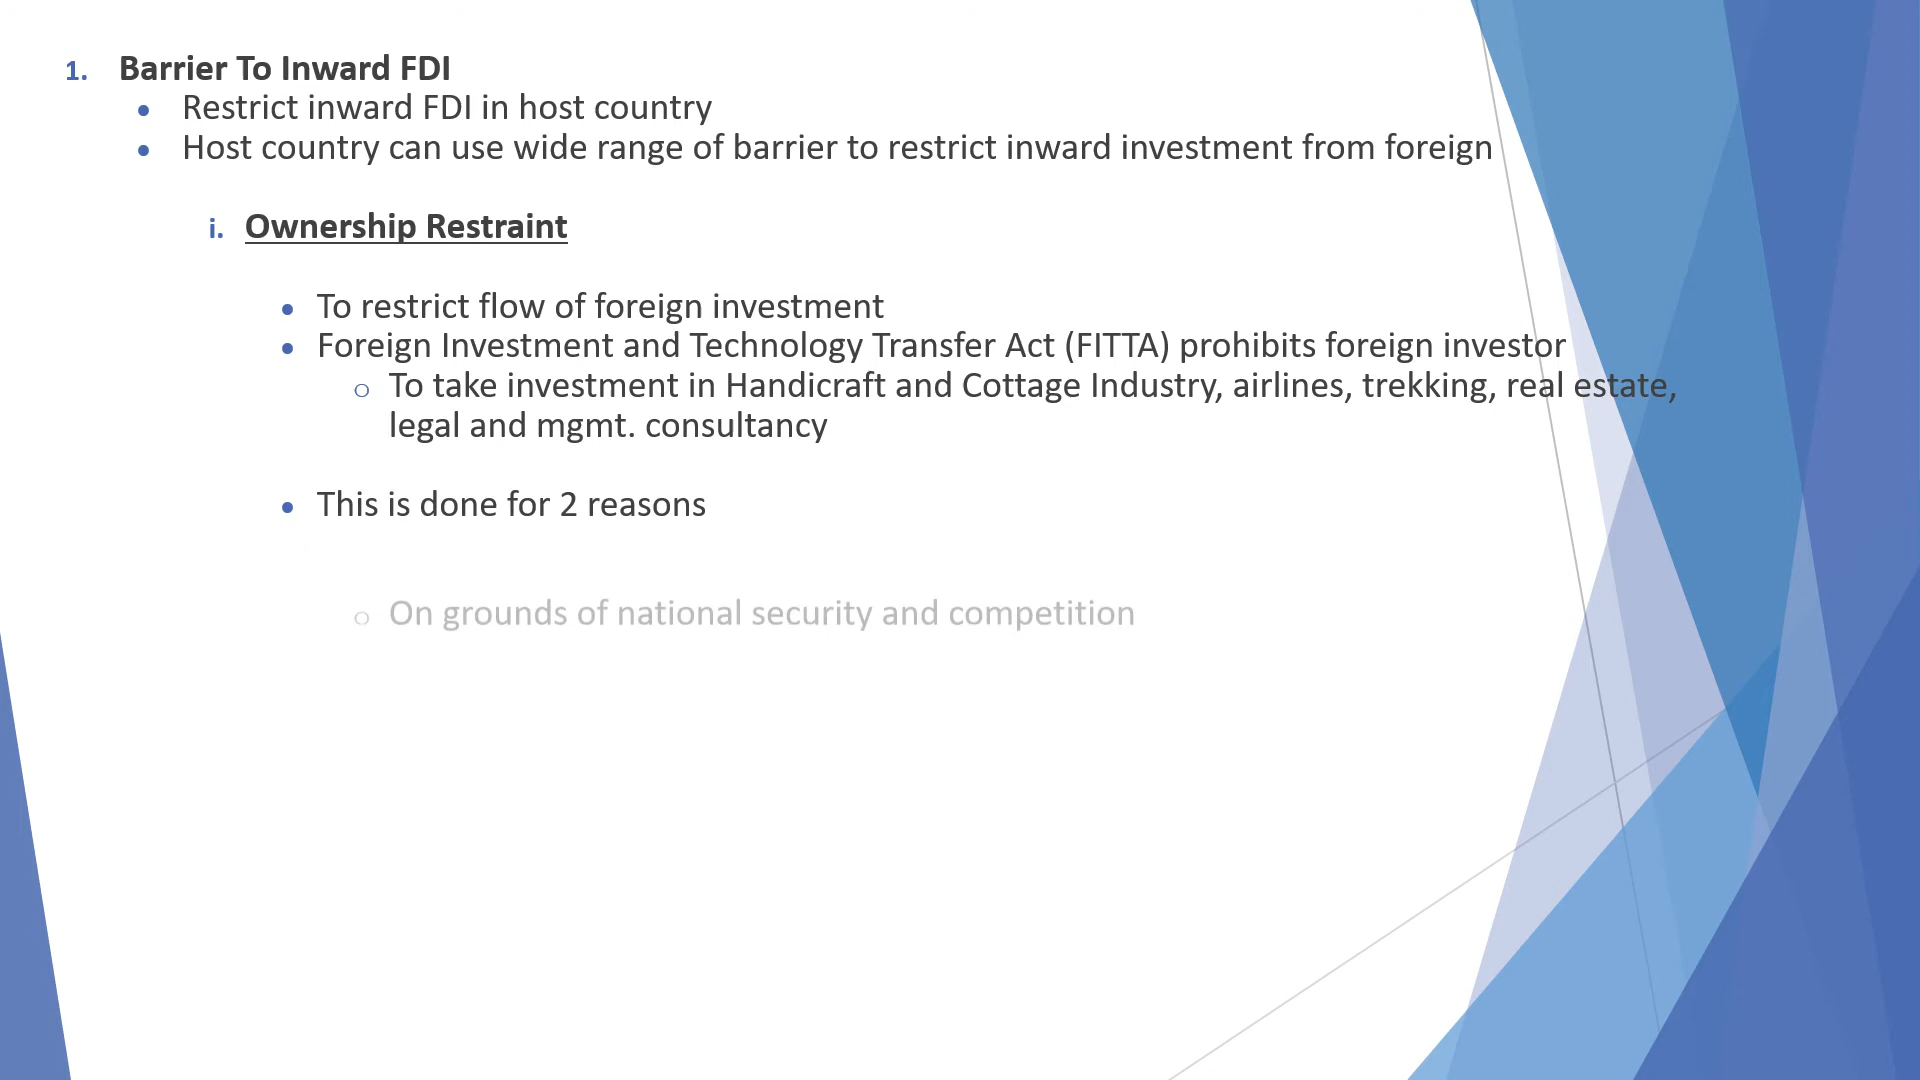 1. Barrier To Inward FDI
• Restrict inward FDI in host country
• Host country can use wide range of barrier to restrict inward investment from foreign
i. Ownership Restraint
• To restrict flow of foreign investment
• Foreign Investment and Technology Transfer Act (FITTA) prohibits foreign investor
o To take investment in Handicraft and Cottage Industry, airlines, trekking, real estate,
legal and mgmt. consultancy
• This is done for 2 reasons
o On grounds of national security and competition